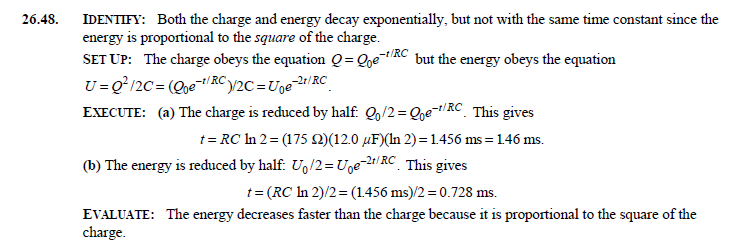 26.48. IDENTIFY: Both the charge and energy decay exponentially, but not with the same time constant since the
energy is proportional to the square of the charge.
SET UP: The charge obeys the equation Q = Q₀e^{−t/RC} but the energy obeys the equation
U = Q²/2C = (Q₀e^{−t/RC})/2C = U₀e^{−2t/RC}.
EXECUTE: (a) The charge is reduced by half: Q₀/2 = Q₀e^{−t/RC}. This gives
t = RC ln 2 = (175 Ω)(12.0 μF)(ln 2) = 1.456 ms = 1.46 ms.
(b) The energy is reduced by half: U₀/2 = U₀e^{−2t/RC}. This gives
t = (RC ln 2)/2 = (1.456 ms)/2 = 0.728 ms.
EVALUATE: The energy decreases faster than the charge because it is proportional to the square of the
charge.